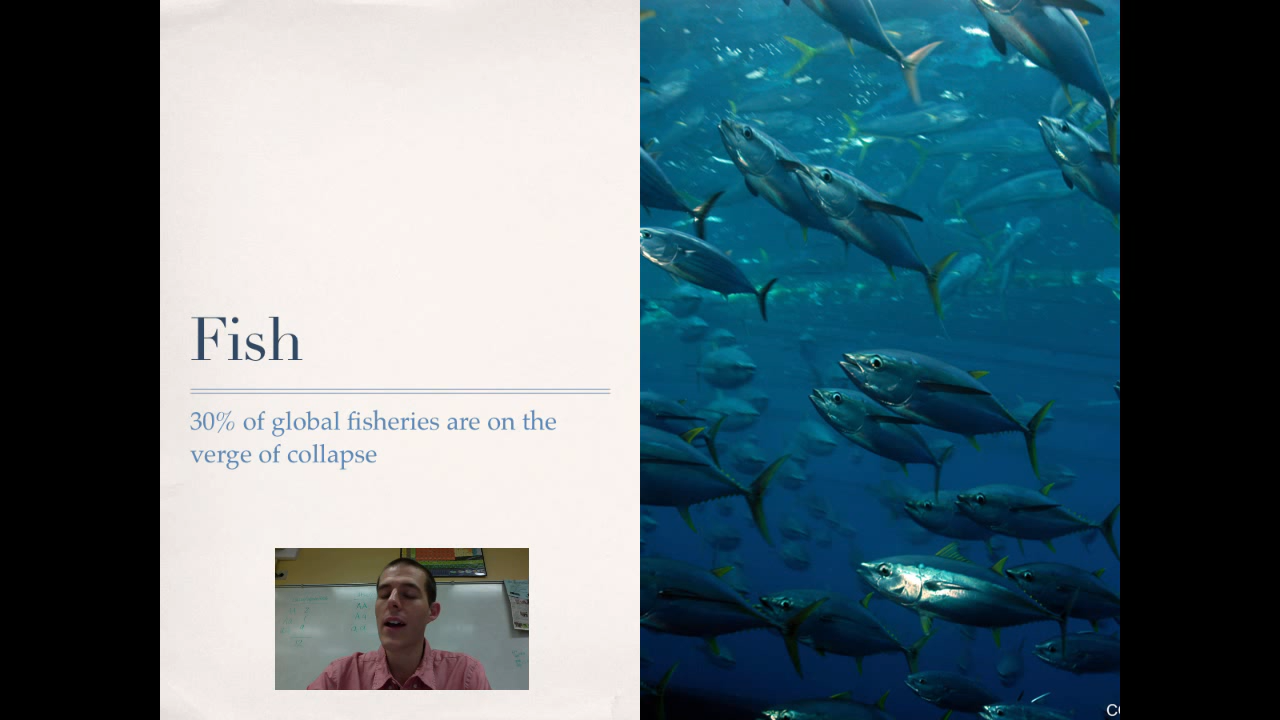 Fish
30% of global fisheries are on the
verge of collapse